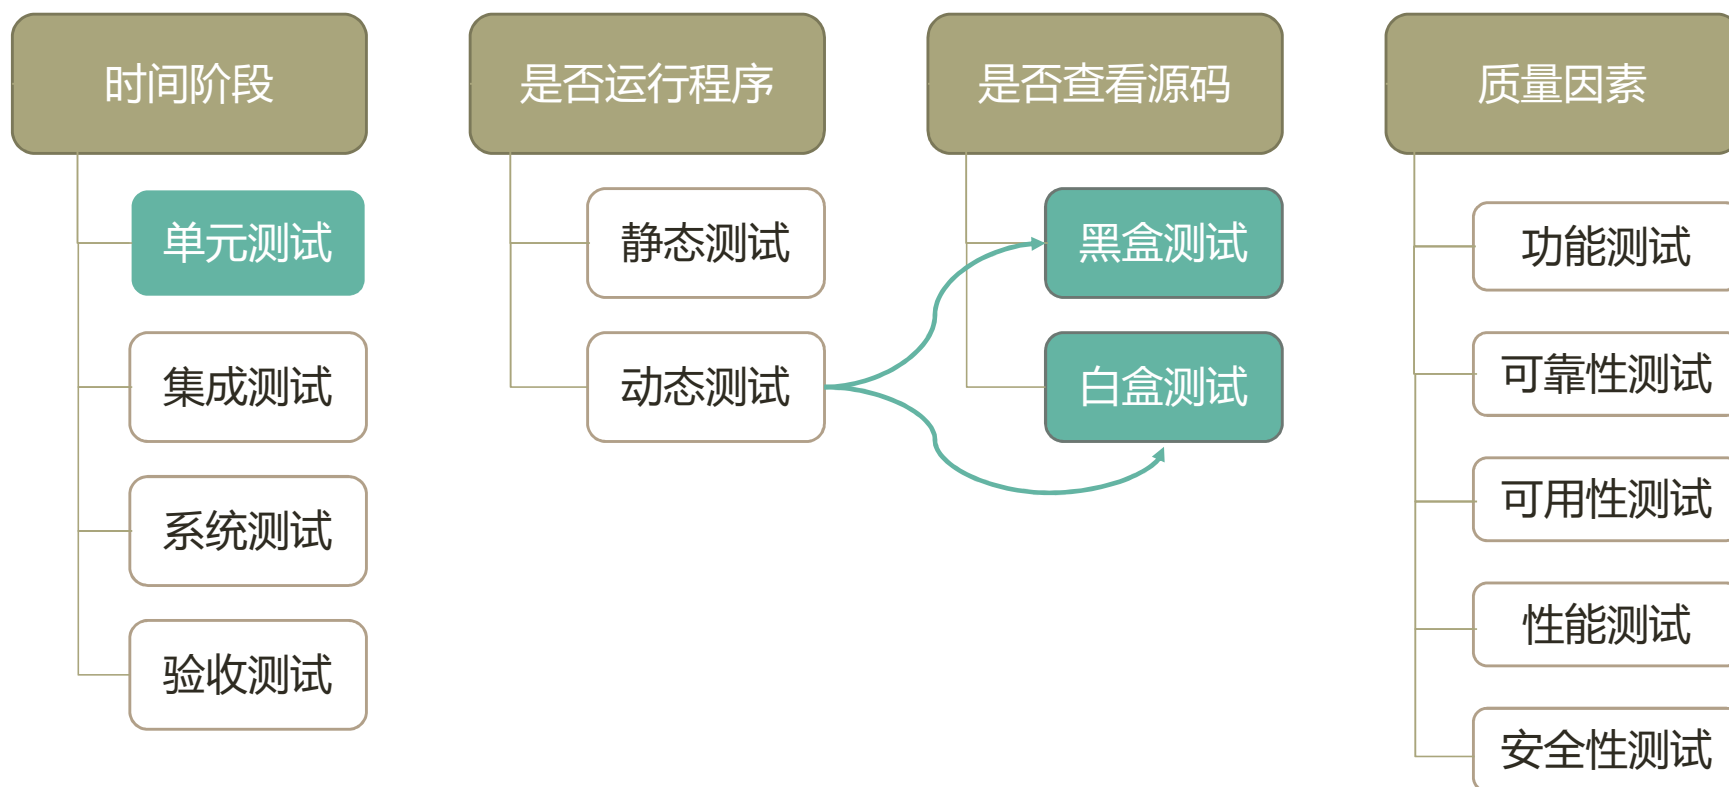 时间阶段
单元测试
集成测试
系统测试
验收测试
是否运行程序
静态测试
动态测试
是否查看源码
黑盒测试
白盒测试
质量因素
功能测试
可靠性测试
可用性测试
性能测试
安全性测试